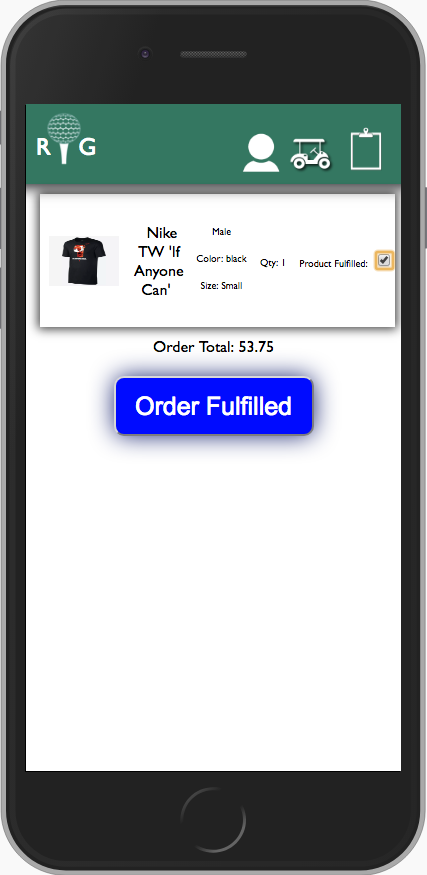 R G
Nike
TW 'If
Anyone
Can'
Male
Color: black
Size: Small
Qty: 1
Product Fulfilled:
Order Total: 53.75
Order Fulfilled